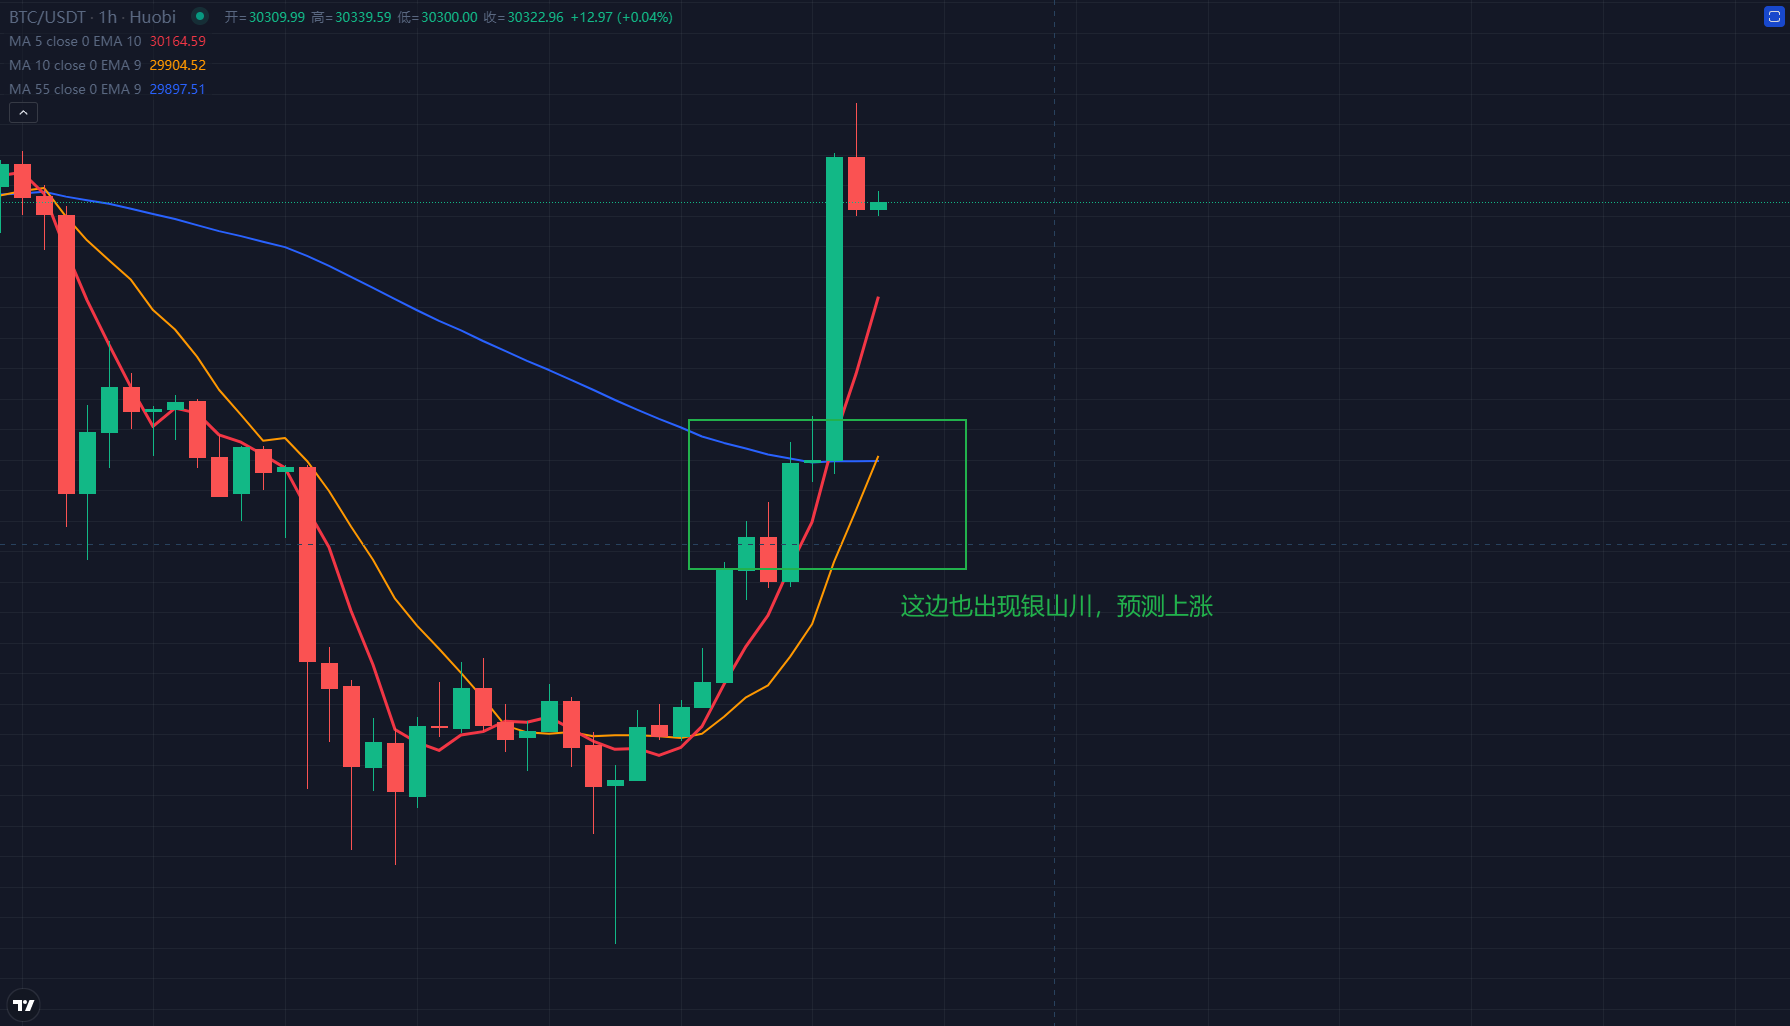 BTC/USDT · 1h · Huobi 开=30309.99 高=30339.59 低=30300.00 收=30322.96 +12.97 (+0.04%)
MA 5 close 0 EMA 10 30164.59
MA 10 close 0 EMA 9 29904.52
MA 55 close 0 EMA 9 29897.51
这边也出现银山川，预测上涨